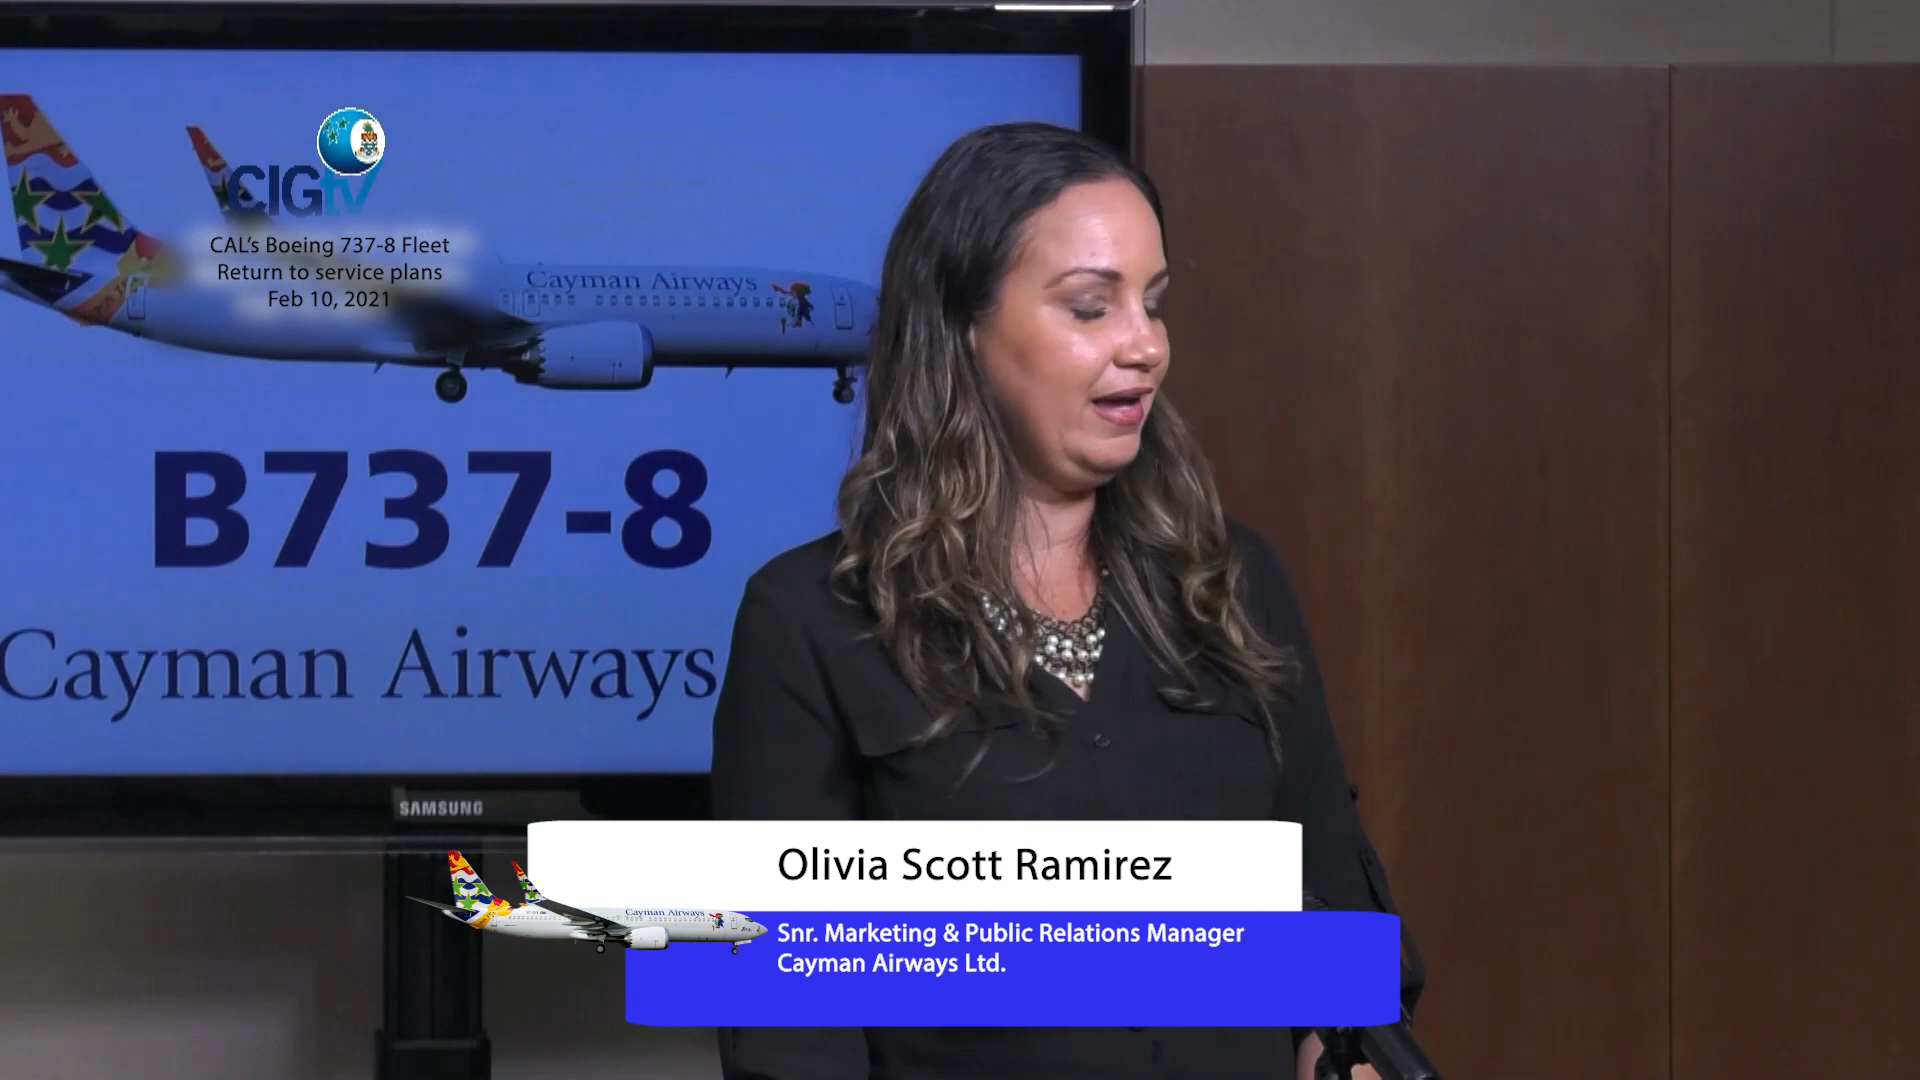 CIGtv
CAL's Boeing 737-8 Fleet
Return to service plans
Feb 10, 2021
Cayman Airways
B737-8
Cayman Airways
SAMSUNG
Olivia Scott Ramirez
Cayman Airways
Snr. Marketing & Public Relations Manager
Cayman Airways Ltd.